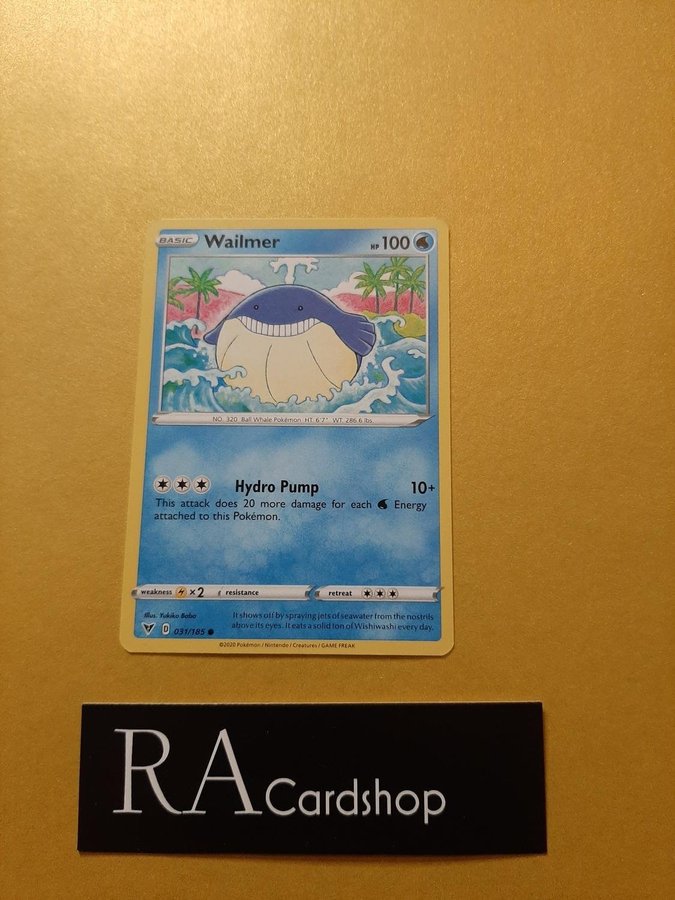 BASIC Wailmer HP 100
NO. 320 Ball Whale Pokémon HT: 6'7" WT: 286.6 lbs.
Hydro Pump 10+
This attack does 20 more damage for each Energy
attached to this Pokémon.
weakness ×2 resistance retreat
Illus. Yukiko Baba
It shows off by spraying jets of seawater from the nostrils
above its eyes. It eats a solid ton of Wishiwashi every day.
D 031/185
©2020 Pokémon / Nintendo / Creatures / GAME FREAK
RA Cardshop